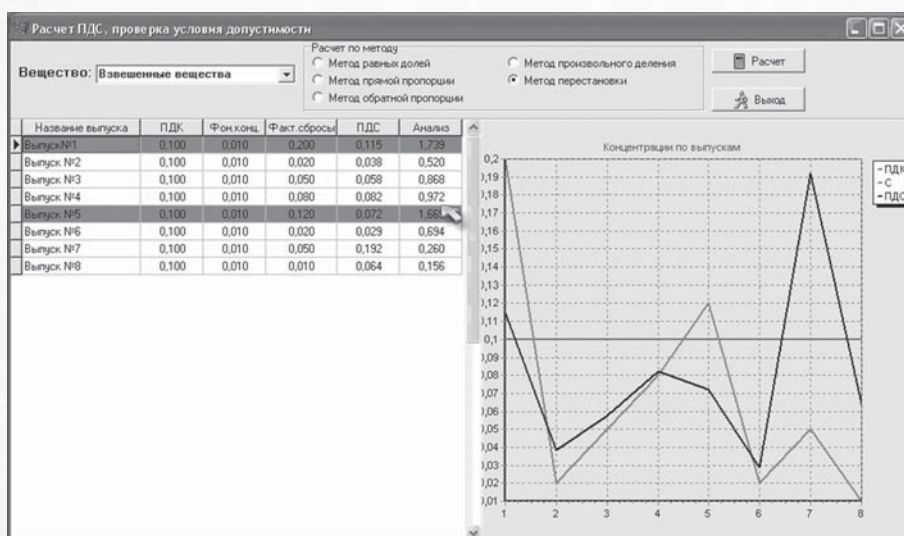 Расчет ПДС, проверка условия допустимости
Вещество: Взвешенные вещества
Расчет по методу
Метод равных долей
Метод прямой пропорции
Метод обратной пропорции
Метод произвольного деления
Метод перестановки
Расчет
Выход
Название выпуска ПДК Фон.конц. Факт.сбросы ПДС Анализ
Выпуск№1 0,100 0,010 0,200 0,115 1,739
Выпуск №2 0,100 0,010 0,020 0,038 0,520
Выпуск №3 0,100 0,010 0,050 0,058 0,868
Выпуск №4 0,100 0,010 0,080 0,082 0,972
Выпуск №5 0,100 0,010 0,120 0,072
Выпуск №6 0,100 0,010 0,020 0,029 0,694
Выпуск №7 0,100 0,010 0,050 0,192 0,260
Выпуск №8 0,100 0,010 0,010 0,064 0,156
Концентрации по выпускам
0,2
0,19
0,18
0,17
0,16
0,15
0,14
0,13
0,12
0,11
0,1
0,09
0,08
0,07
0,06
0,05
0,04
0,03
0,02
0,01
1 2 3 4 5 6 7 8
ПДК
С
ПДС